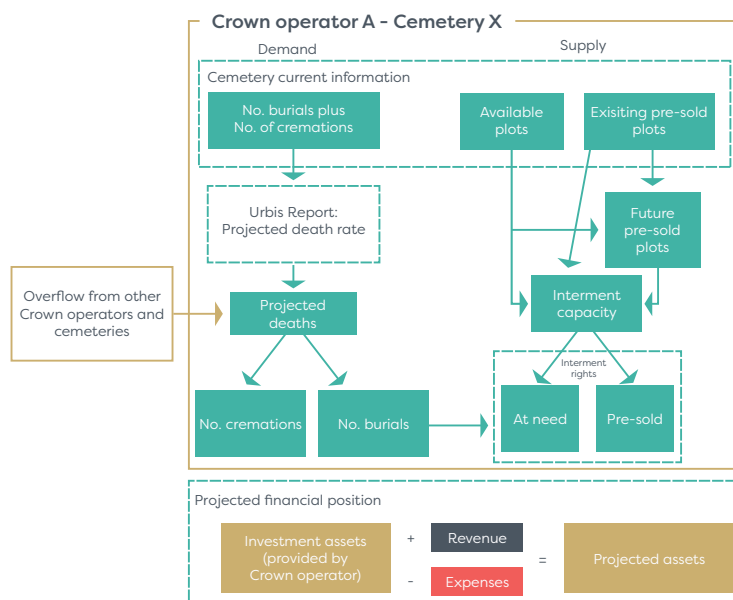 Crown operator A - Cemetery X
Demand
Supply
Cemetery current information
No. burials plus
No. of cremations
Available
plots
Exisiting pre-sold
plots
Urbis Report:
Projected death rate
Future
pre-sold
plots
Overflow from other
Crown operators and
cemeteries
Projected
deaths
Interment
capacity
Interment
rights
No. cremations
No. burials
At need
Pre-sold
Projected financial position
Investment assets
(provided by
Crown operator)
+
Revenue
-
Expenses
=
Projected assets